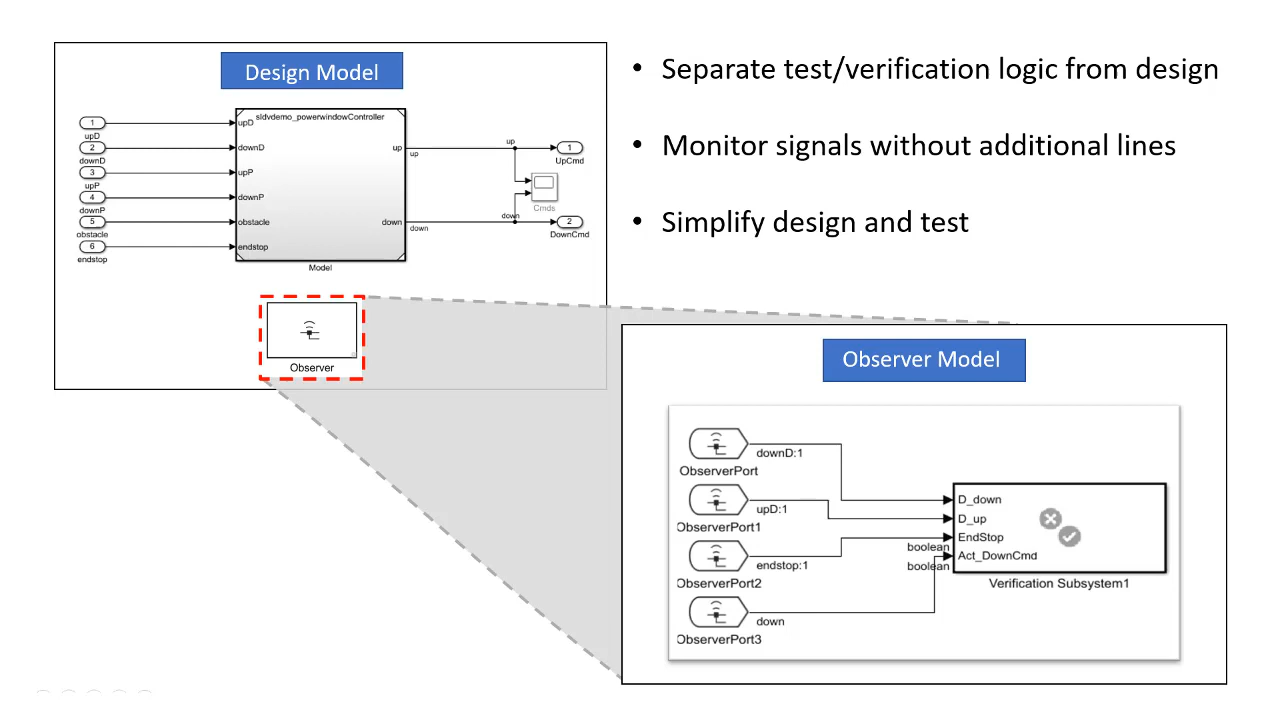 Design Model
sldvdemo_powerwindowController
1
upD
upD
2
downD
downD
3
upP
upP
4
downP
downP
5
obstacle
obstacle
6
endstop
endstop
up
up
up
1
UpCmd
Cmds
down
down
down
2
DownCmd
Model
Observer
• Separate test/verification logic from design
• Monitor signals without additional lines
• Simplify design and test
Observer Model
ObserverPort
downD:1
ObserverPort1
upD:1
ObserverPort2
endstop:1
ObserverPort3
down
boolean
boolean
D_down
D_up
EndStop
Act_DownCmd
Verification Subsystem1